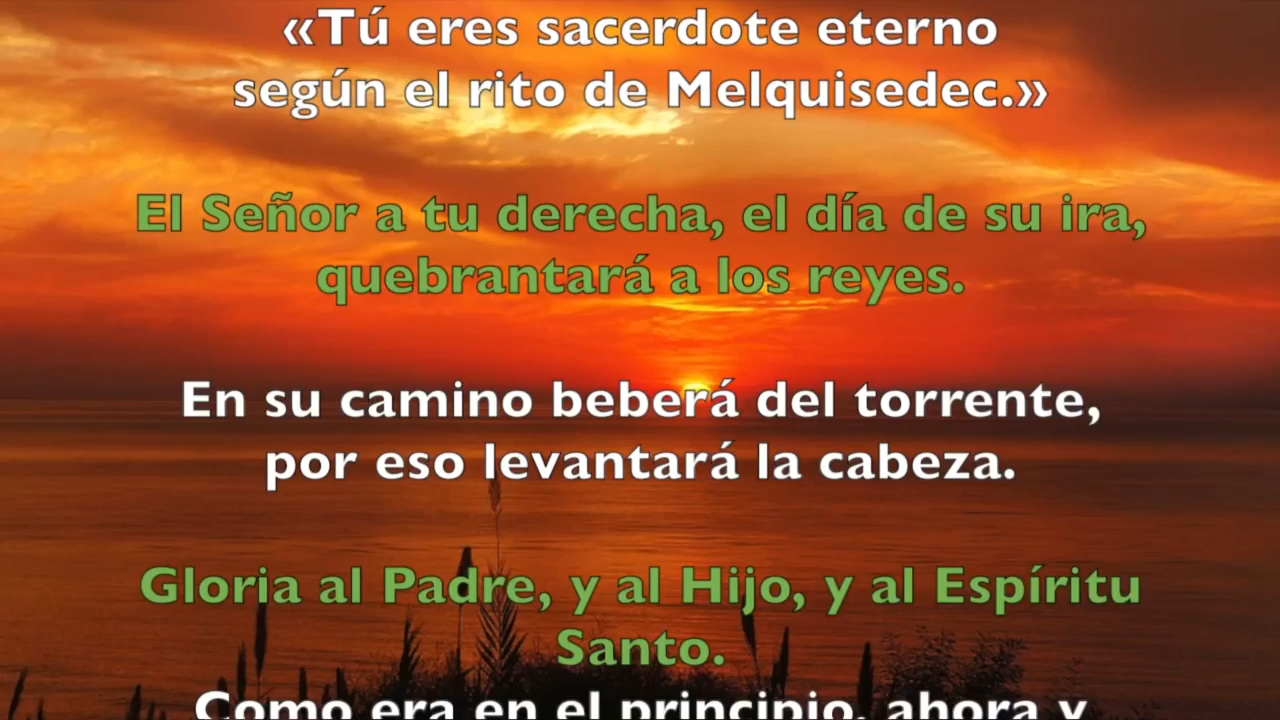 «Tú eres sacerdote eterno
según el rito de Melquisedec.»
El Señor a tu derecha, el día de su ira,
quebrantará a los reyes.
En su camino beberá del torrente,
por eso levantará la cabeza.
Gloria al Padre, y al Hijo, y al Espíritu
Santo.
Como era en el principio, ahora y